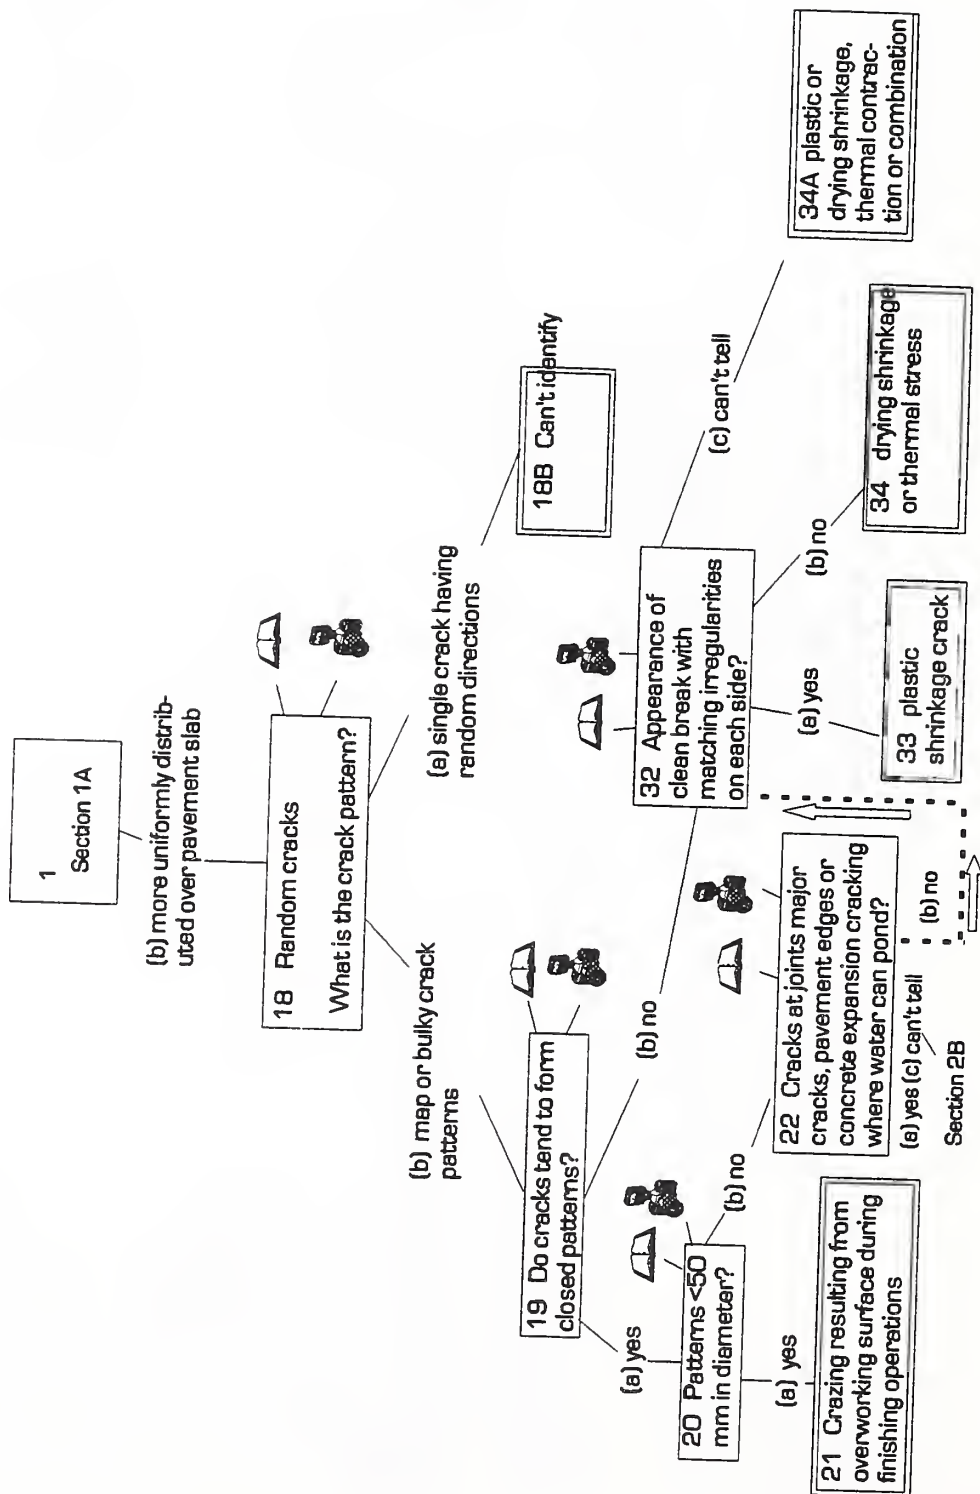 1
Section 1A
(b) more uniformly distrib-
uted over pavement slab
18 Random cracks
What is the crack pattern?
(b) map or bulky crack
patterns
(a) single crack having
random directions
18B Can't identify
19 Do cracks tend to form
closed patterns?
(a) yes
(b) no
20 Patterns <50
mm in diameter?
(a) yes
(b) no
21 Crazing resulting from
overworking surface during
finishing operations
22 Cracks at joints major
cracks, pavement edges or
concrete expansion cracking
where water can pond?
(a) yes (c) can't tell
(b) no
Section 2B
32 Appearance of
clean break with
matching irregularities
on each side?
(a) yes
(b) no
(c) can't tell
33 plastic
shrinkage crack
34 drying shrinkage
or thermal stress
34A plastic or
drying shrinkage,
thermal contrac-
tion or combination